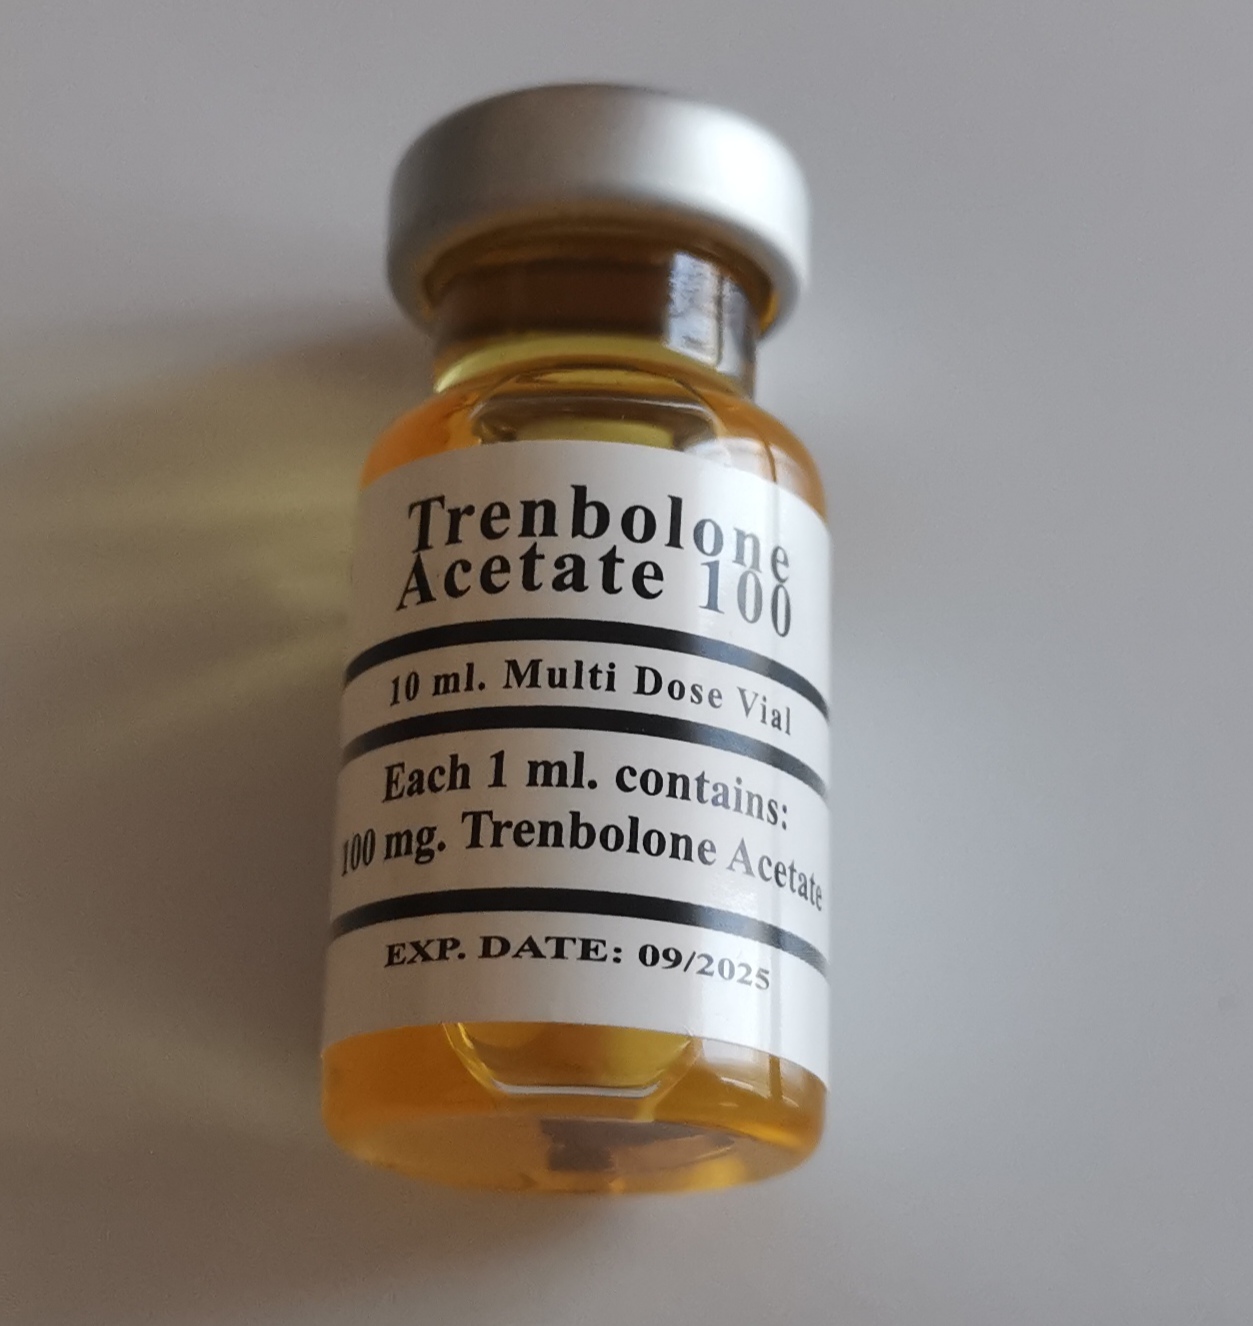 Trenbolone
Acetate 100
10 ml. Multi Dose Vial
Each 1 ml. contains:
100 mg. Trenbolone Acetate
EXP. DATE: 09/2025